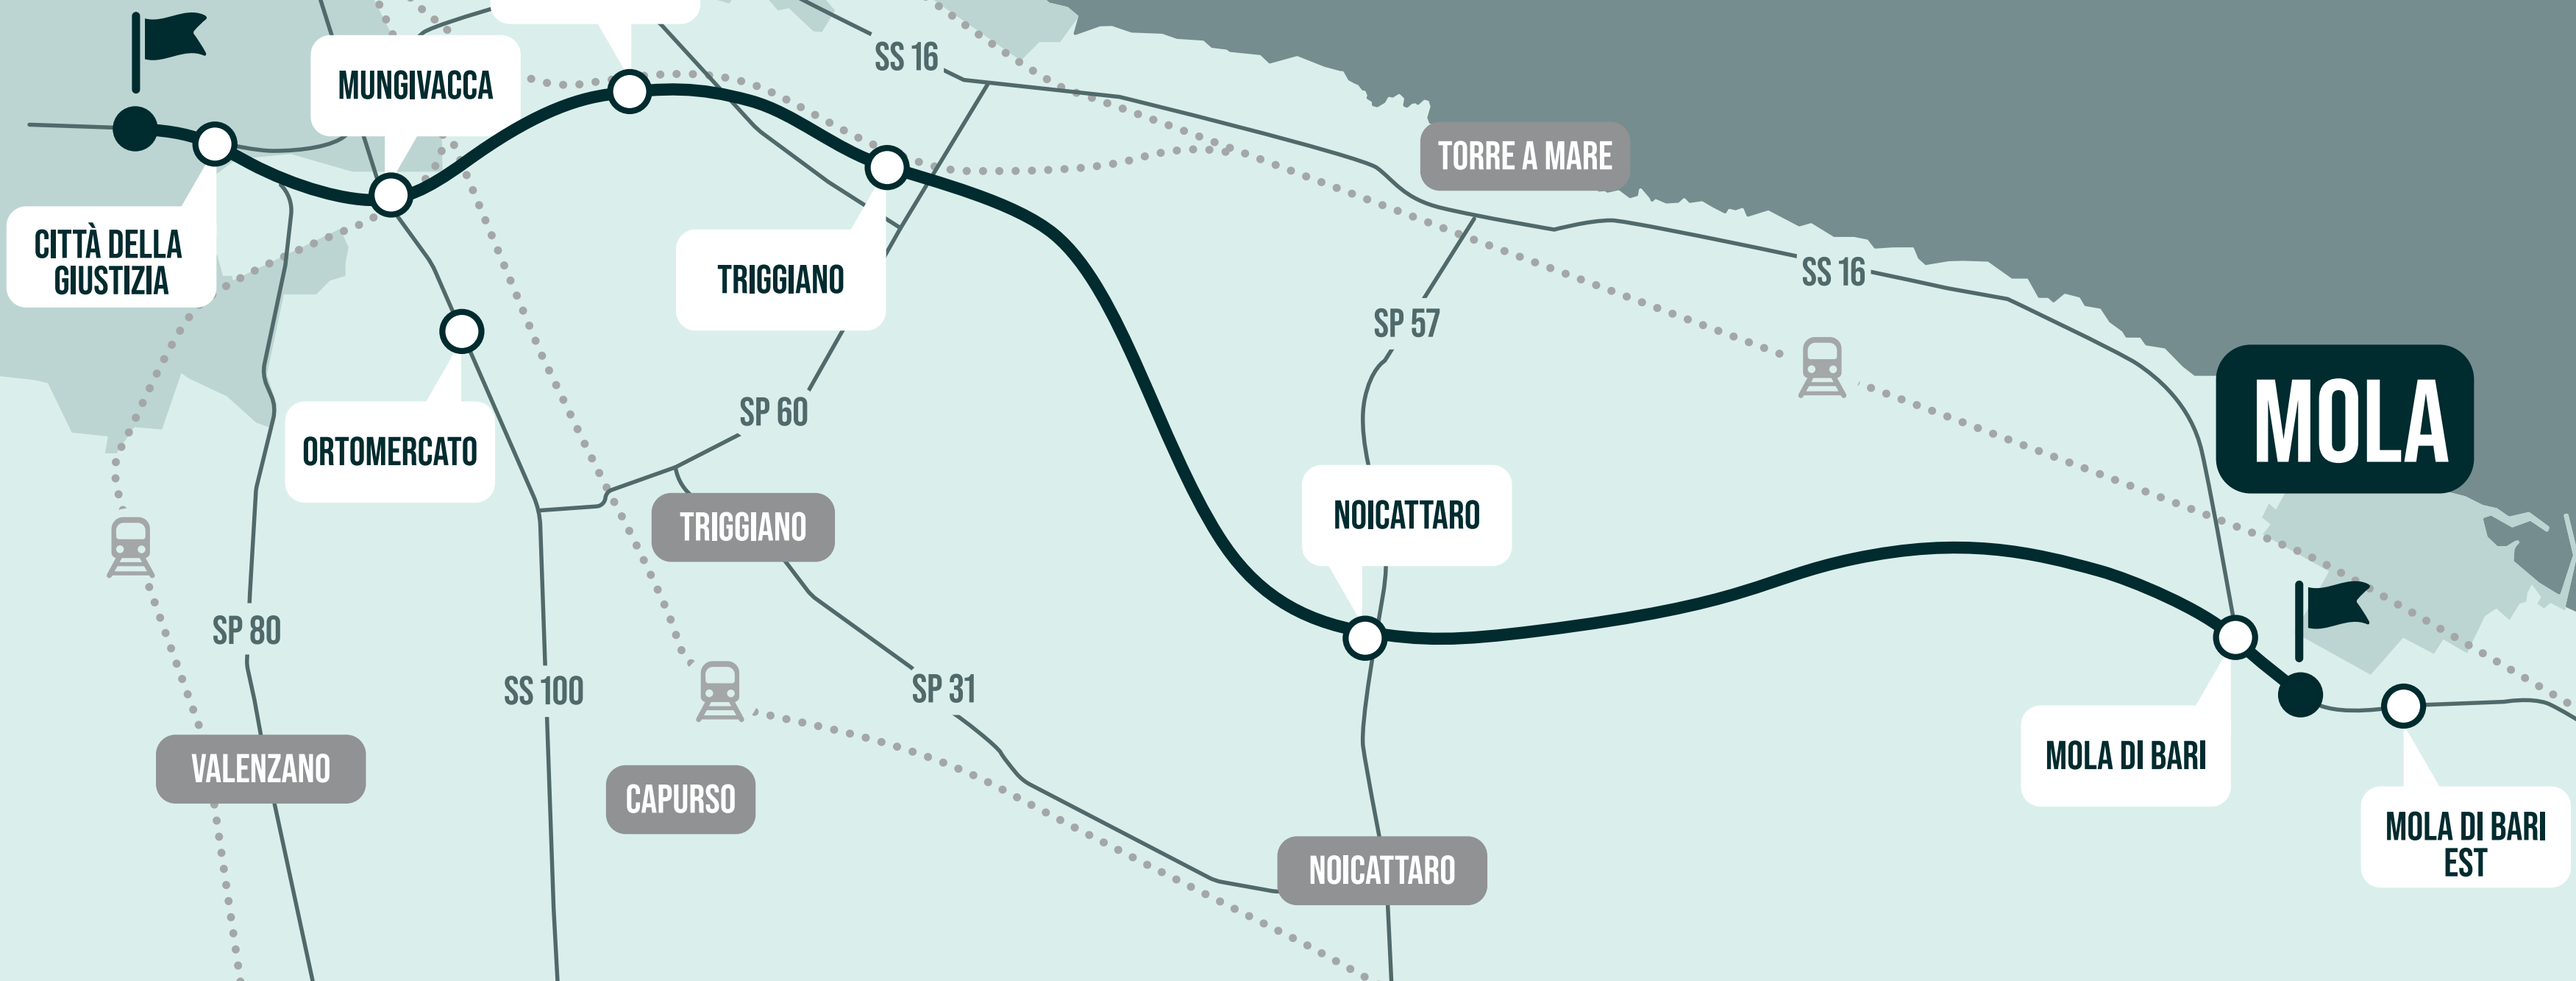 SS 16
MUNGIVACCA
TORRE A MARE
CITTÀ DELLA
GIUSTIZIA
TRIGGIANO
SS 16
SP 57
SP 60
MOLA
ORTOMERCATO
NOICATTARO
TRIGGIANO
SP 80
SS 100
SP 31
VALENZANO
MOLA DI BARI
CAPURSO
MOLA DI BARI
EST
NOICATTARO